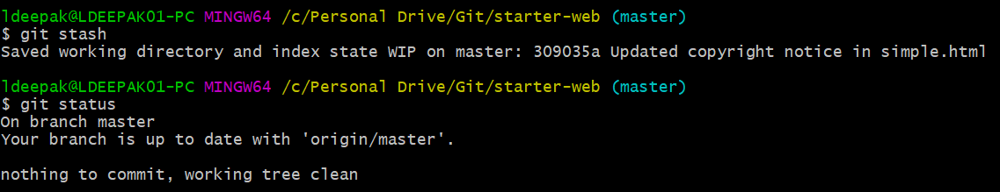 ldeepak@LDEEPAK01-PC MINGW64 /c/Personal Drive/Git/starter-web (master)
$ git stash
Saved working directory and index state WIP on master: 309035a Updated copyright notice in simple.html
ldeepak@LDEEPAK01-PC MINGW64 /c/Personal Drive/Git/starter-web (master)
$ git status
On branch master
Your branch is up to date with 'origin/master'.
nothing to commit, working tree clean